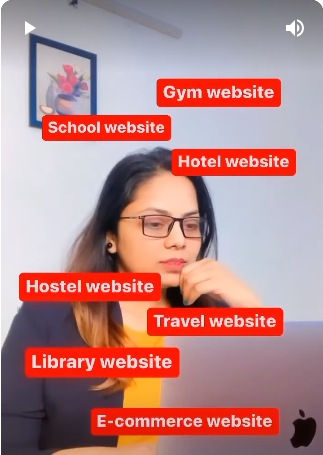 Gym website
School website
Hotel website
Hostel website
Travel website
Library website
E-commerce website